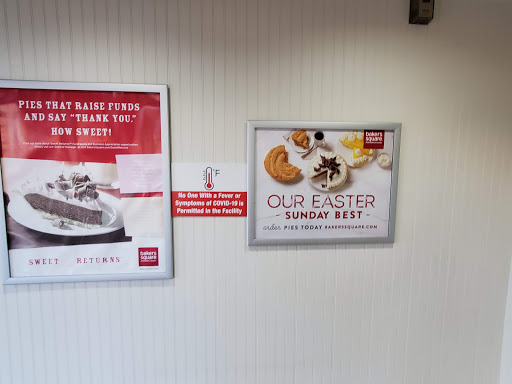 PIES THAT RAISE FUNDS
AND SAY "THANK YOU."
HOW SWEET!
SWEET RETURNS
bakers
square
°F
No One With a Fever or
Symptoms of COVID-19 is
Permitted in the Facility
bakers
square
OUR EASTER
- SUNDAY BEST -
order PIES TODAY BAKERSSQUARE.COM